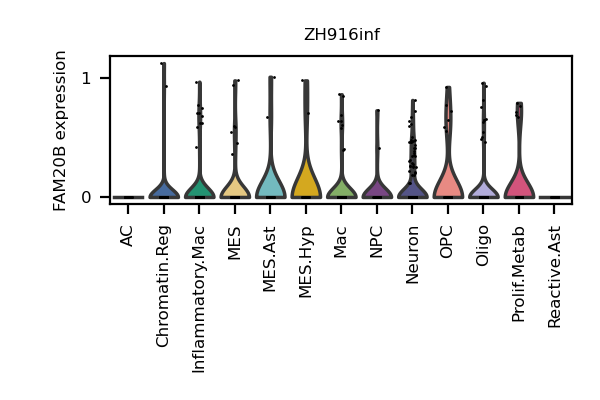 ZH916inf
FAM20B expression
1
0
AC
Chromatin.Reg
Inflammatory.Mac
MES
MES.Ast
MES.Hyp
Mac
NPC
Neuron
OPC
Oligo
Prolif.Metab
Reactive.Ast